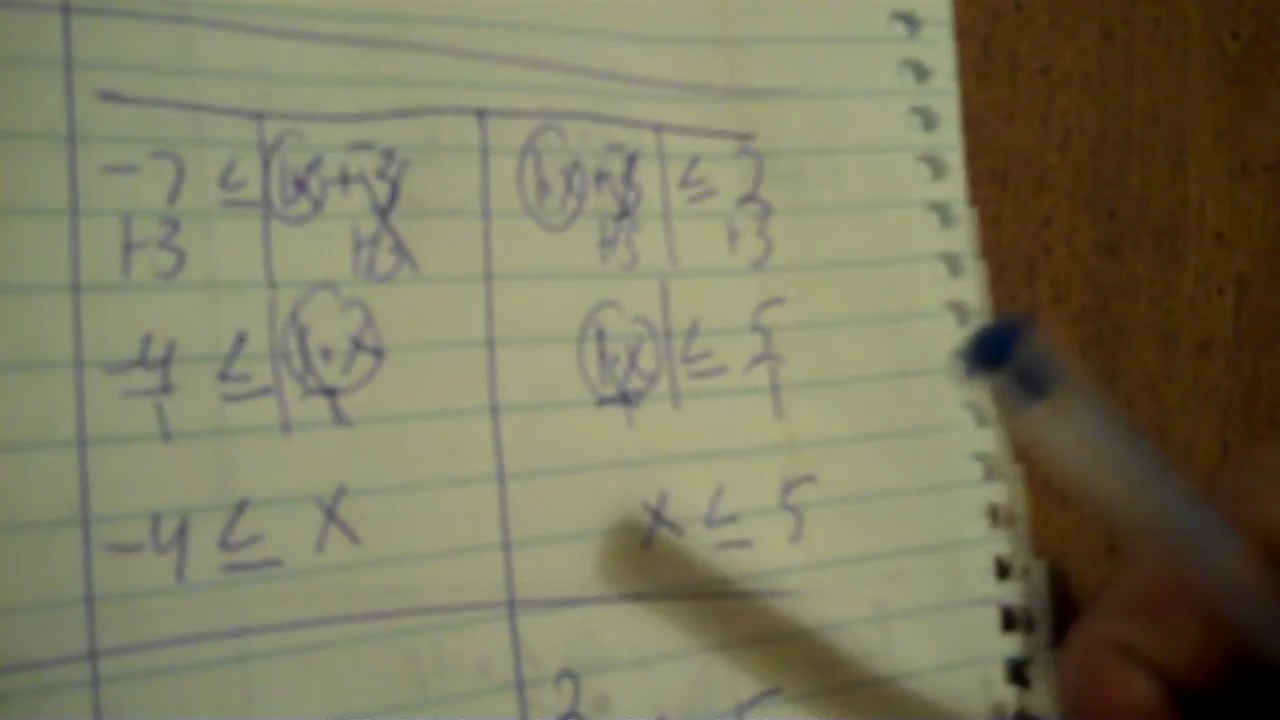 -7 ≤ 1x + -3 1x + -3 ≤ 2
+3 +3 +3 +3
-4 ≤ 1·x 1·x ≤ 5
1 1 1 1
-4 ≤ x x ≤ 5